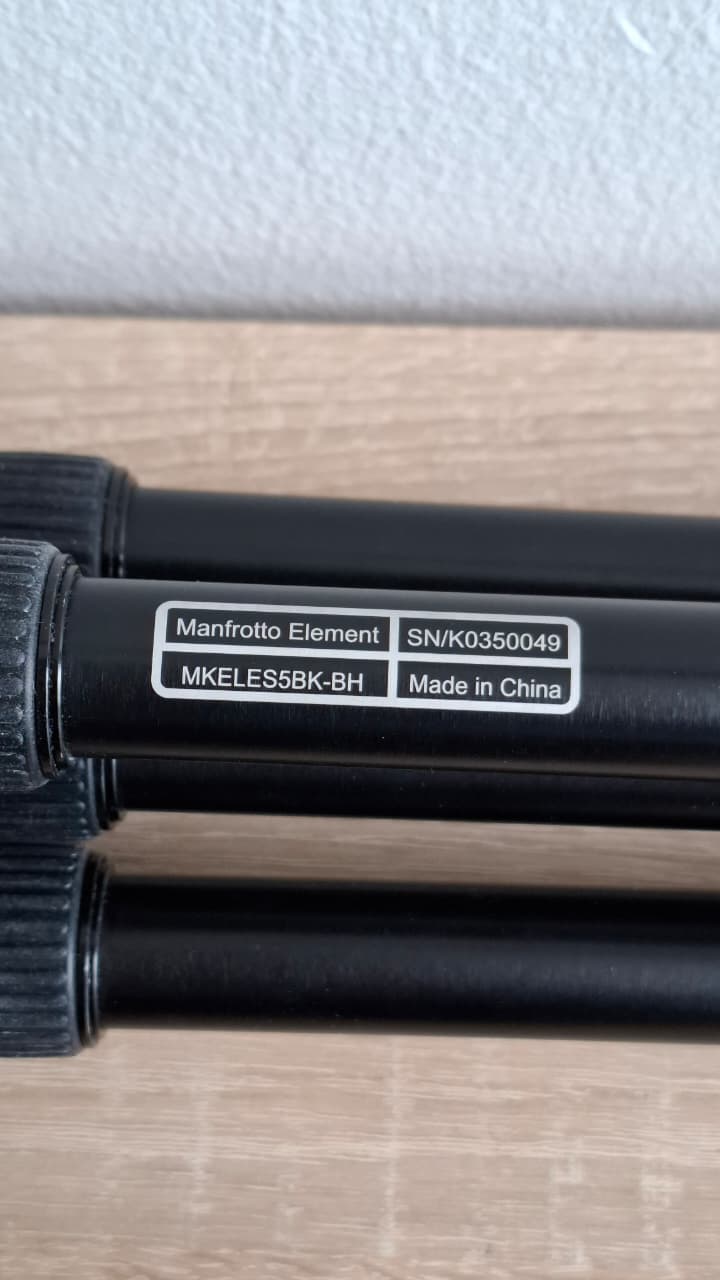 Manfrotto Element SN/K0350049
MKELES5BK-BH Made in China